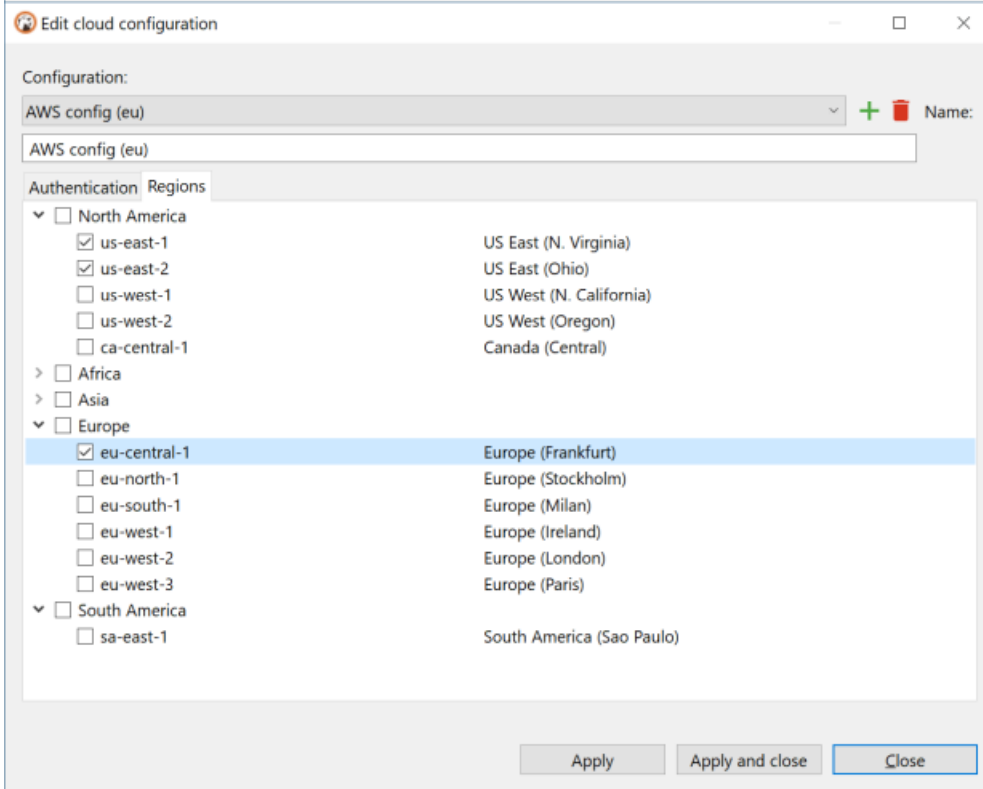 Edit cloud configuration
Configuration:
AWS config (eu)
Name:
AWS config (eu)
Authentication Regions
North America
us-east-1 US East (N. Virginia)
us-east-2 US East (Ohio)
us-west-1 US West (N. California)
us-west-2 US West (Oregon)
ca-central-1 Canada (Central)
Africa
Asia
Europe
eu-central-1 Europe (Frankfurt)
eu-north-1 Europe (Stockholm)
eu-south-1 Europe (Milan)
eu-west-1 Europe (Ireland)
eu-west-2 Europe (London)
eu-west-3 Europe (Paris)
South America
sa-east-1 South America (Sao Paulo)
Apply Apply and close Close